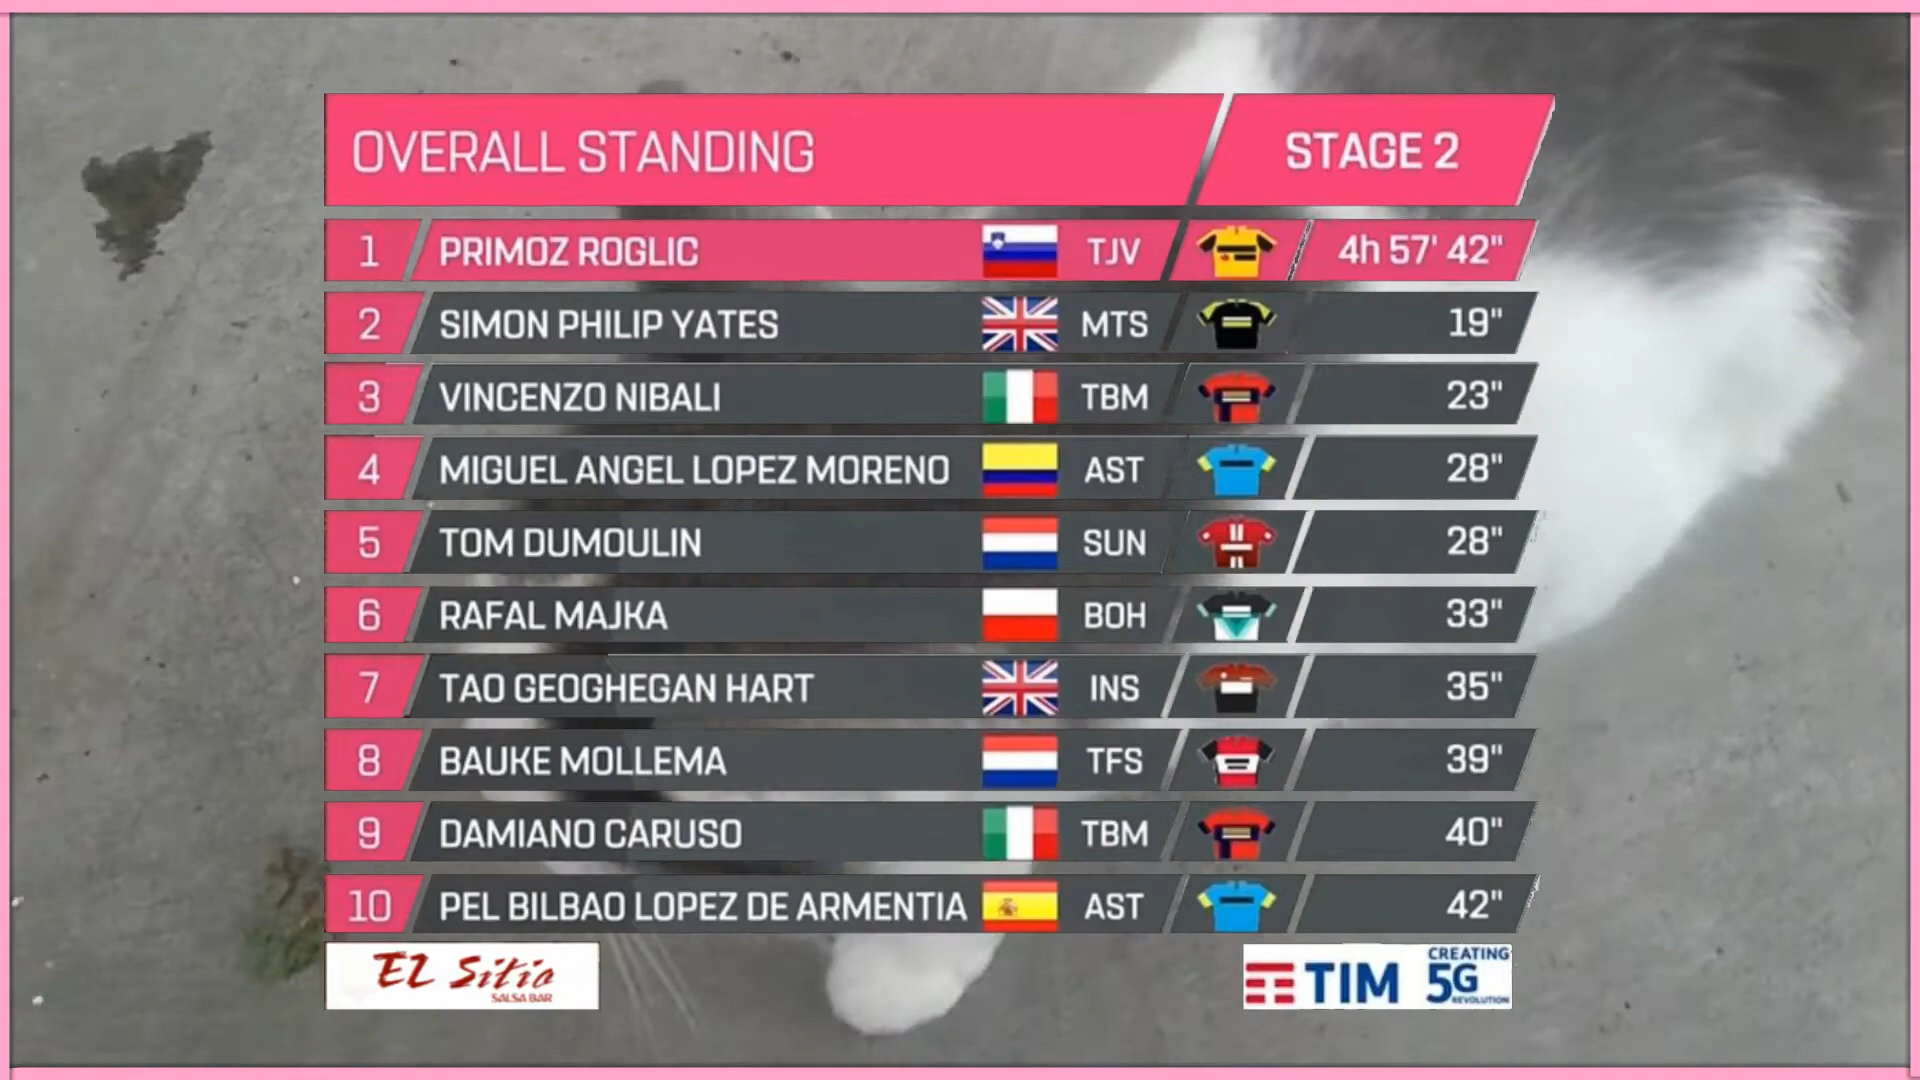 OVERALL STANDING STAGE 2
1 PRIMOZ ROGLIC TJV 4h 57' 42"
2 SIMON PHILIP YATES MTS 19"
3 VINCENZO NIBALI TBM 23"
4 MIGUEL ANGEL LOPEZ MORENO AST 28"
5 TOM DUMOULIN SUN 28"
6 RAFAL MAJKA BOH 33"
7 TAO GEOGHEGAN HART INS 35"
8 BAUKE MOLLEMA TFS 39"
9 DAMIANO CARUSO TBM 40"
10 PEL BILBAO LOPEZ DE ARMENTIA AST 42"
EL Sitio
SALSA BAR
TIM
CREATING
5G
REVOLUTION